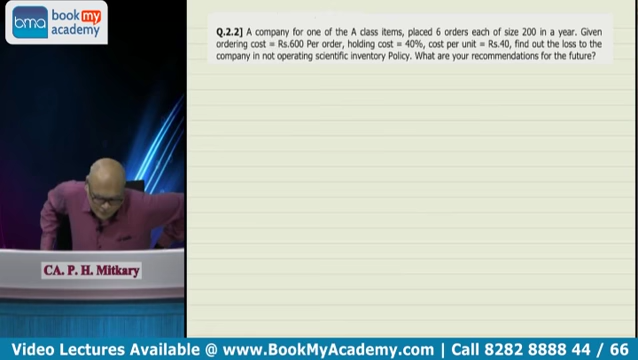 bma
book my
academy
Q.2.2] A company for one of the A class items, placed 6 orders each of size 200 in a year. Given
ordering cost = Rs.600 Per order, holding cost = 40%, cost per unit = Rs.40, find out the loss to the
company in not operating scientific inventory Policy. What are your recommendations for the future?
CA. P. H. Mitkary
Video Lectures Available @ www.BookMyAcademy.com | Call 8282 8888 44 / 66